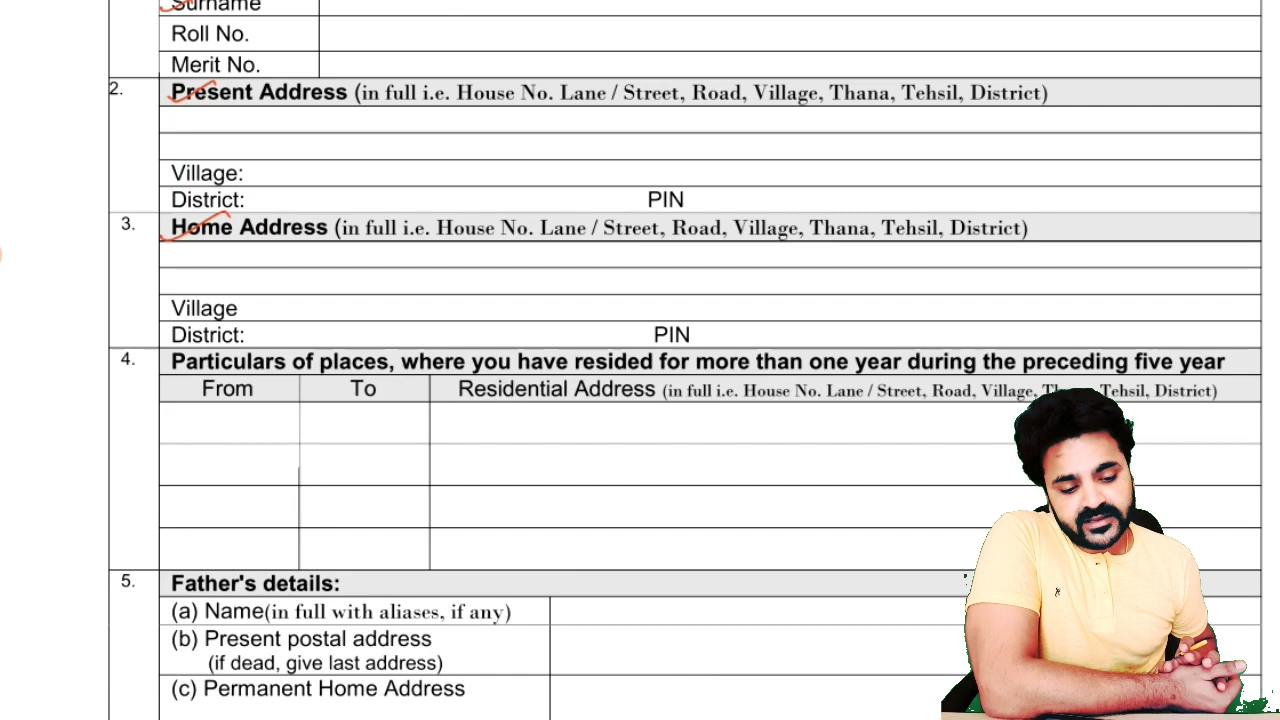 Surname
Roll No.
Merit No.
2. Present Address (in full i.e. House No. Lane / Street, Road, Village, Thana, Tehsil, District)
Village:
District: PIN
3. Home Address (in full i.e. House No. Lane / Street, Road, Village, Thana, Tehsil, District)
Village
District: PIN
4. Particulars of places, where you have resided for more than one year during the preceding five year
From To Residential Address (in full i.e. House No. Lane / Street, Road, Village, Tehsil, District)
5. Father's details:
(a) Name(in full with aliases, if any)
(b) Present postal address
(if dead, give last address)
(c) Permanent Home Address